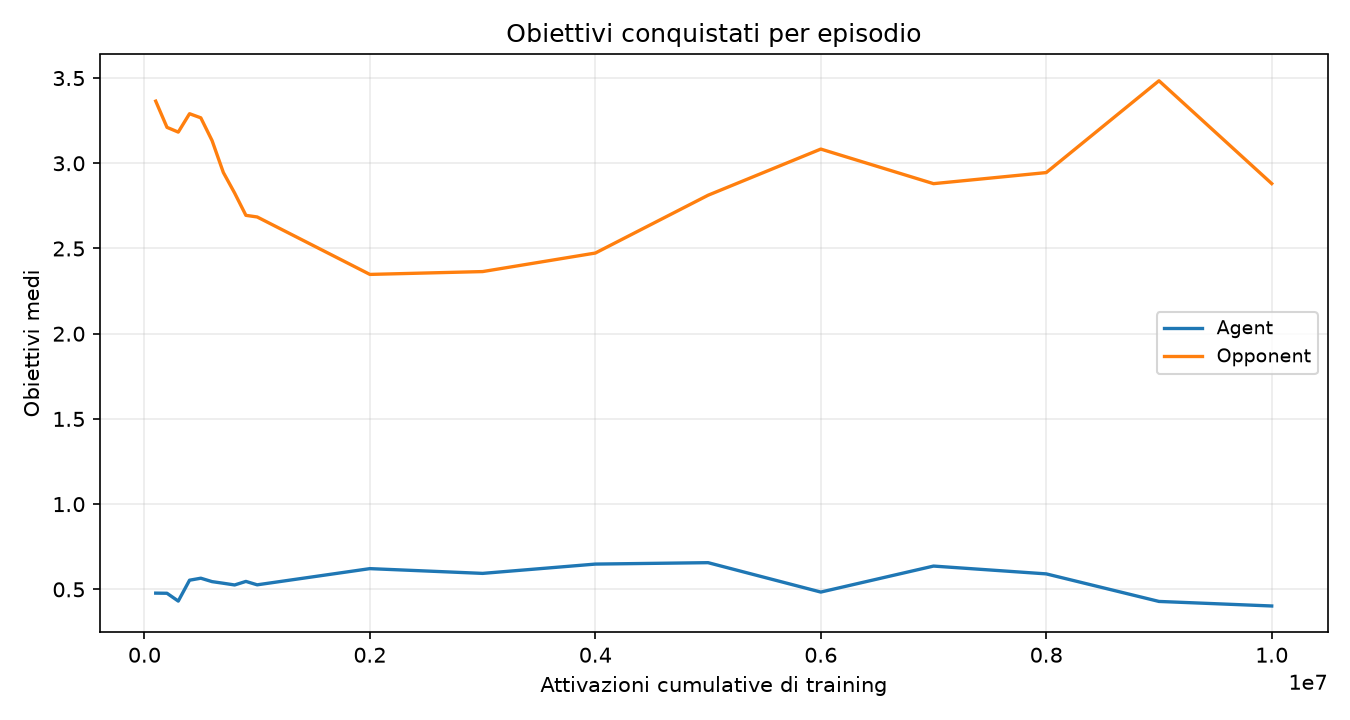 Obiettivi conquistati per episodio
3.5
3.0
2.5
2.0
1.5
1.0
0.5
Obiettivi medi
Agent
Opponent
0.0 0.2 0.4 0.6 0.8 1.0
1e7
Attivazioni cumulative di training